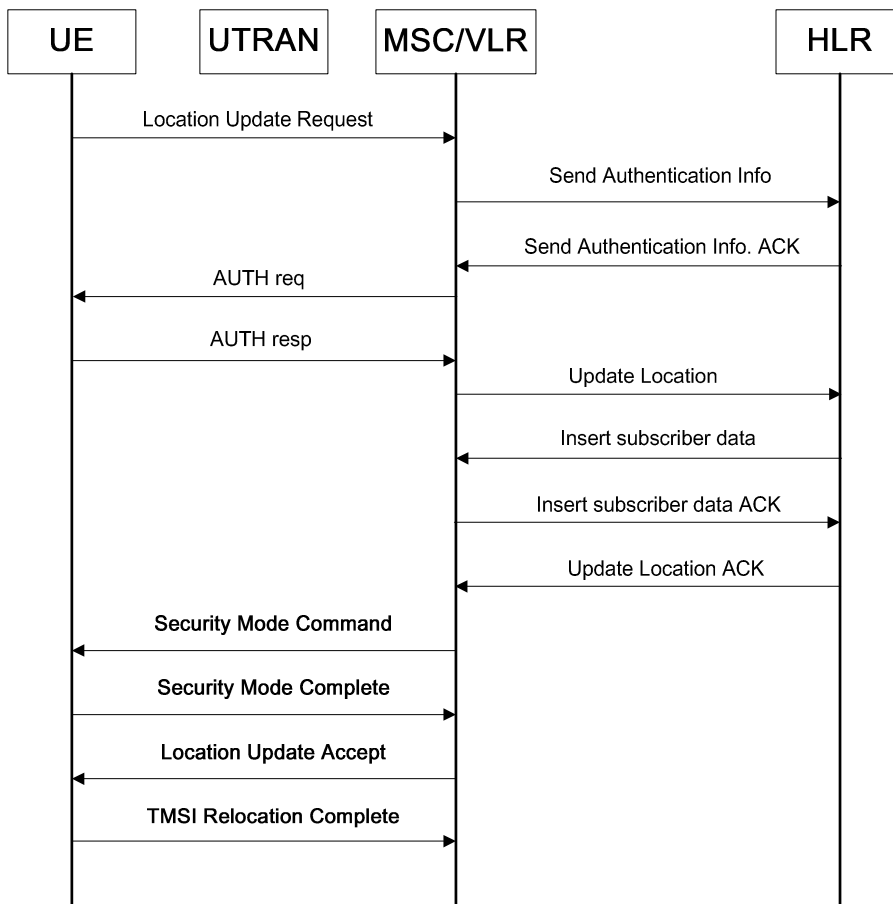 UE
UTRAN
MSC/VLR
HLR
Location Update Request
Send Authentication Info
Send Authentication Info. ACK
AUTH req
AUTH resp
Update Location
Insert subscriber data
Insert subscriber data ACK
Update Location ACK
Security Mode Command
Security Mode Complete
Location Update Accept
TMSI Relocation Complete